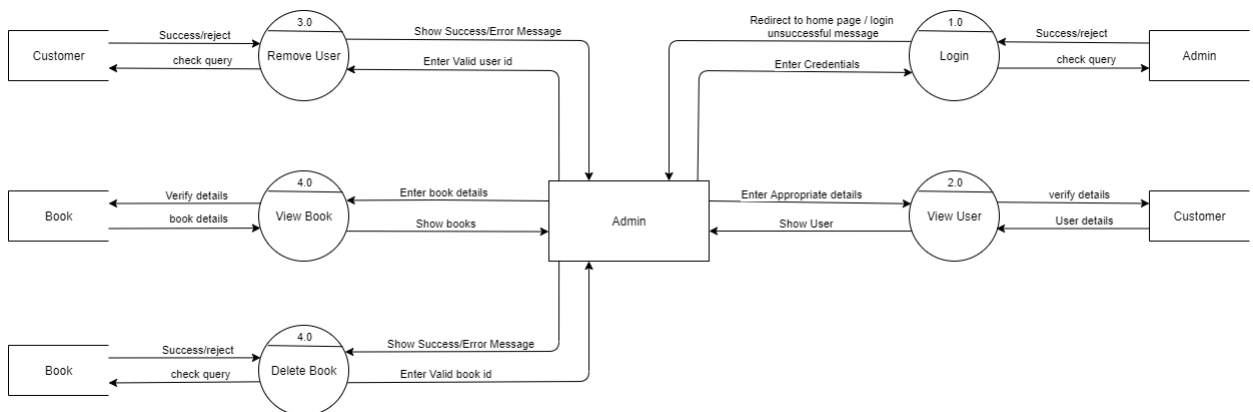 3.0
Remove User
Customer
Success/reject
check query
Show Success/Error Message
Enter Valid user id
Redirect to home page / login
unsuccessful message
Enter Credentials
1.0
Login
Success/reject
check query
Admin
Book
Verify details
book details
4.0
View Book
Enter book details
Show books
Admin
Enter Appropriate details
Show User
2.0
View User
verify details
User details
Customer
Book
Success/reject
check query
4.0
Delete Book
Show Success/Error Message
Enter Valid book id